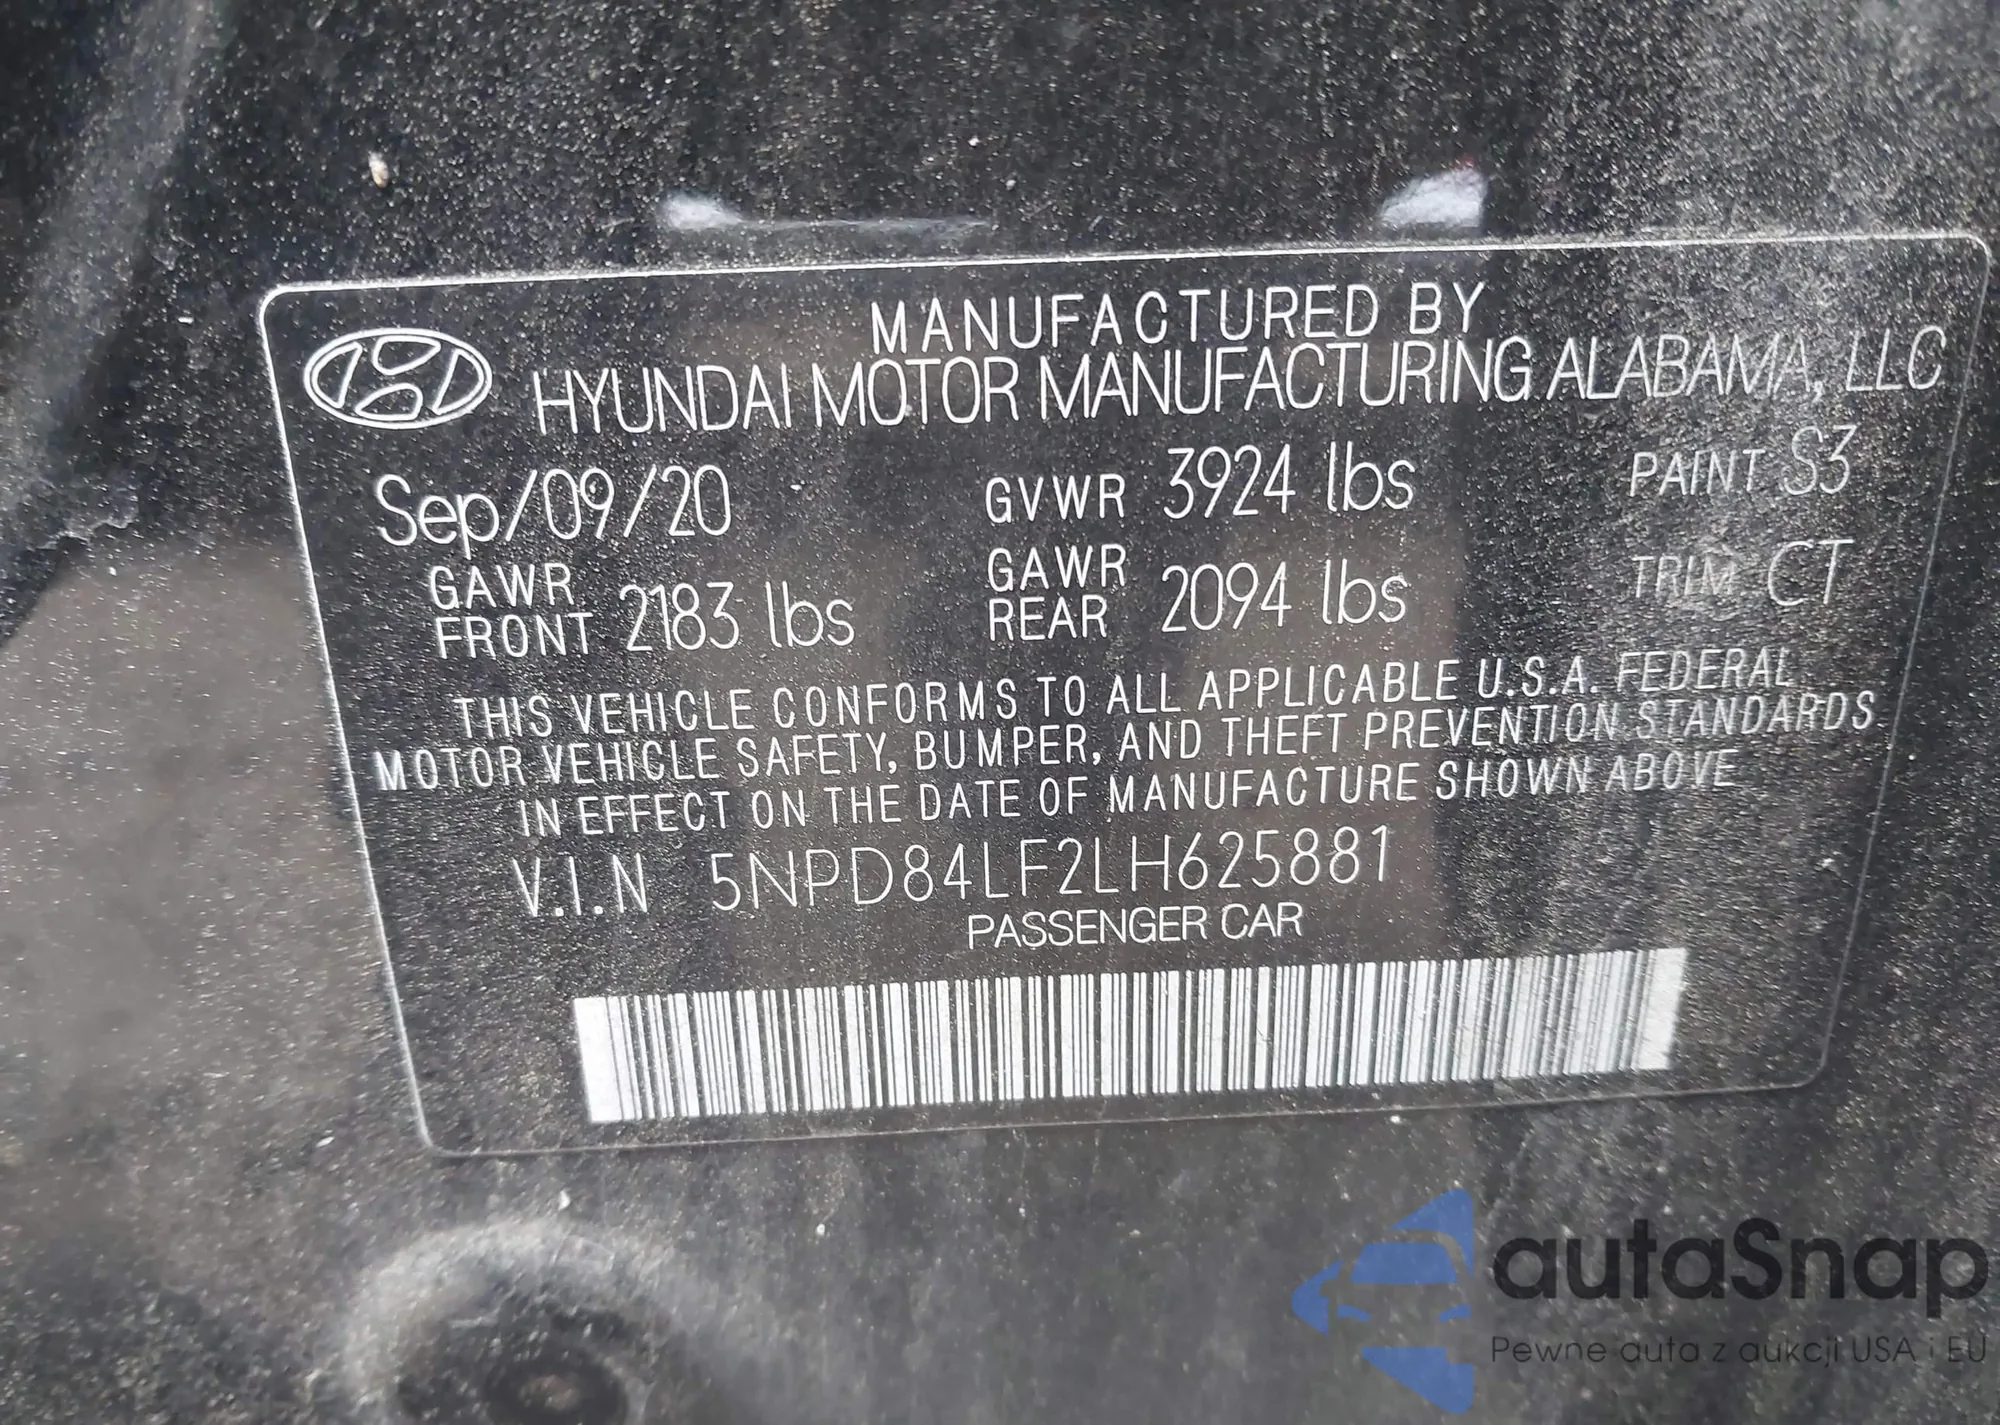 MANUFACTURED BY
HYUNDAI MOTOR MANUFACTURING ALABAMA, LLC
Sep/09/20 GVWR 3924 lbs PAINT S3
GAWR FRONT 2183 lbs GAWR REAR 2094 lbs TRIM CT
THIS VEHICLE CONFORMS TO ALL APPLICABLE U.S.A. FEDERAL
MOTOR VEHICLE SAFETY, BUMPER, AND THEFT PREVENTION STANDARDS
IN EFFECT ON THE DATE OF MANUFACTURE SHOWN ABOVE
V.I.N 5NPD84LF2LH625881
PASSENGER CAR
autaSnap
Pewne auta z aukcji USA i EU